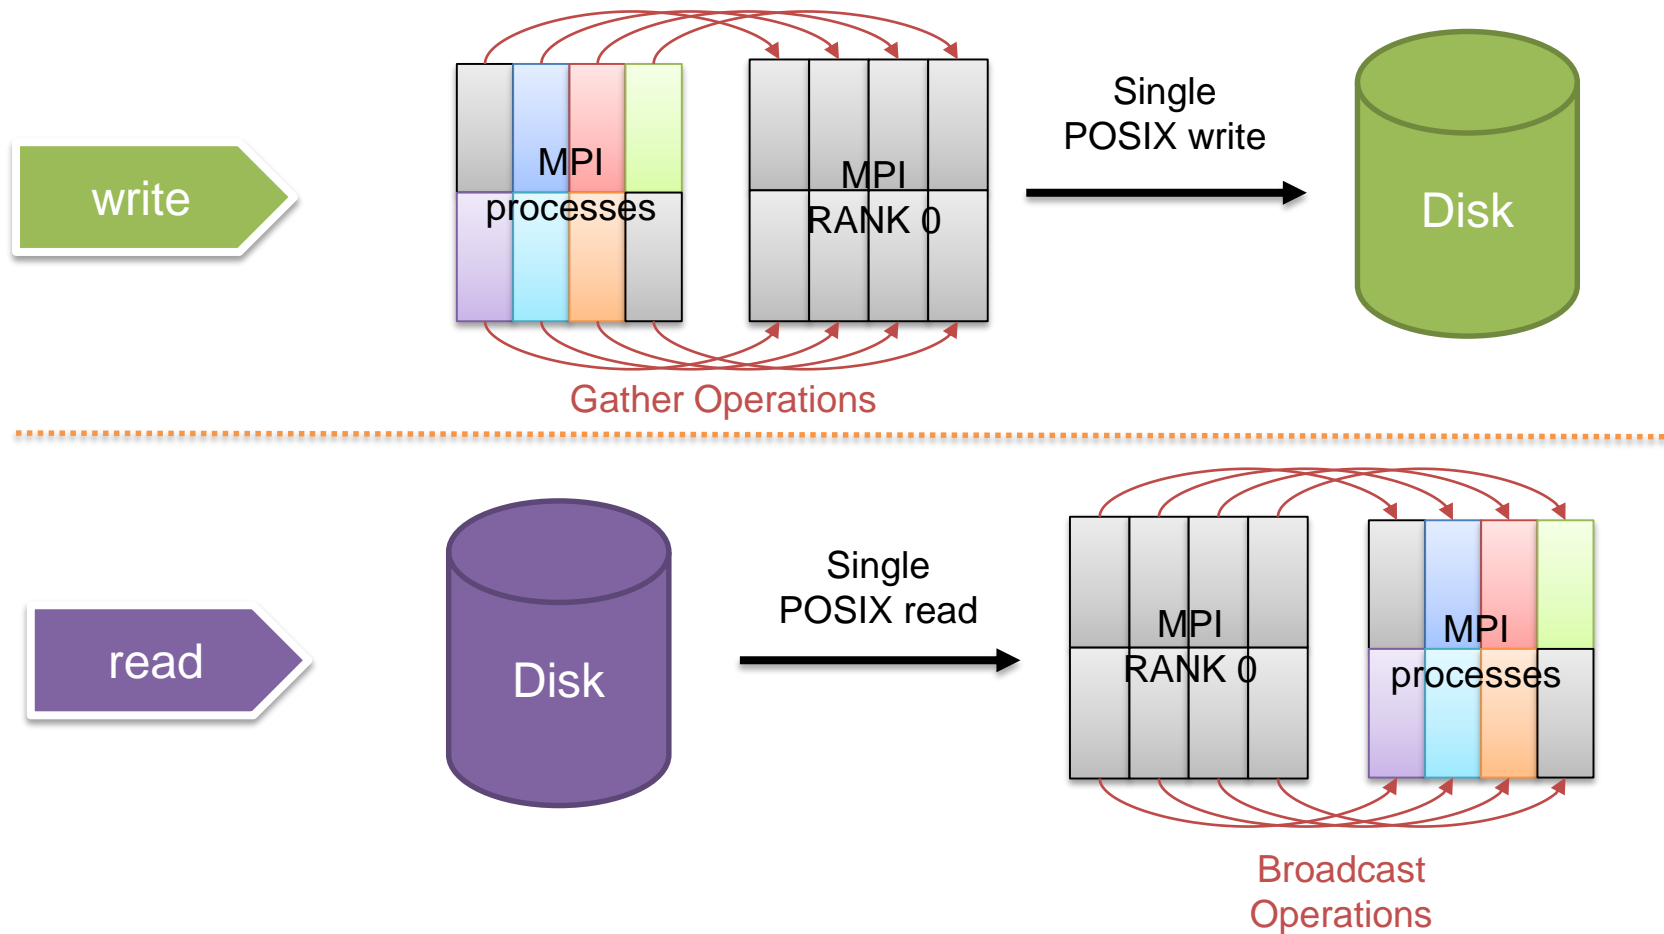 write
MPI
processes
MPI
RANK 0
Single
POSIX write
Disk
Gather Operations
read
Disk
Single
POSIX read
MPI
RANK 0
MPI
processes
Broadcast
Operations